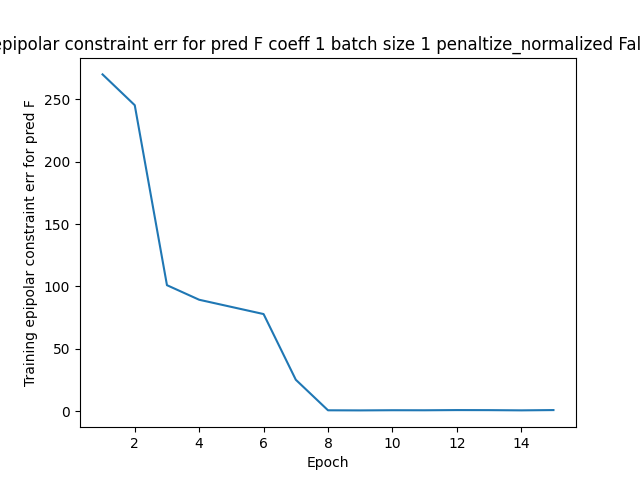 epipolar constraint err for pred F coeff 1 batch size 1 penaltize_normalized Fal
Training epipolar constraint err for pred F
250
200
150
100
50
0
2 4 6 8 10 12 14
Epoch